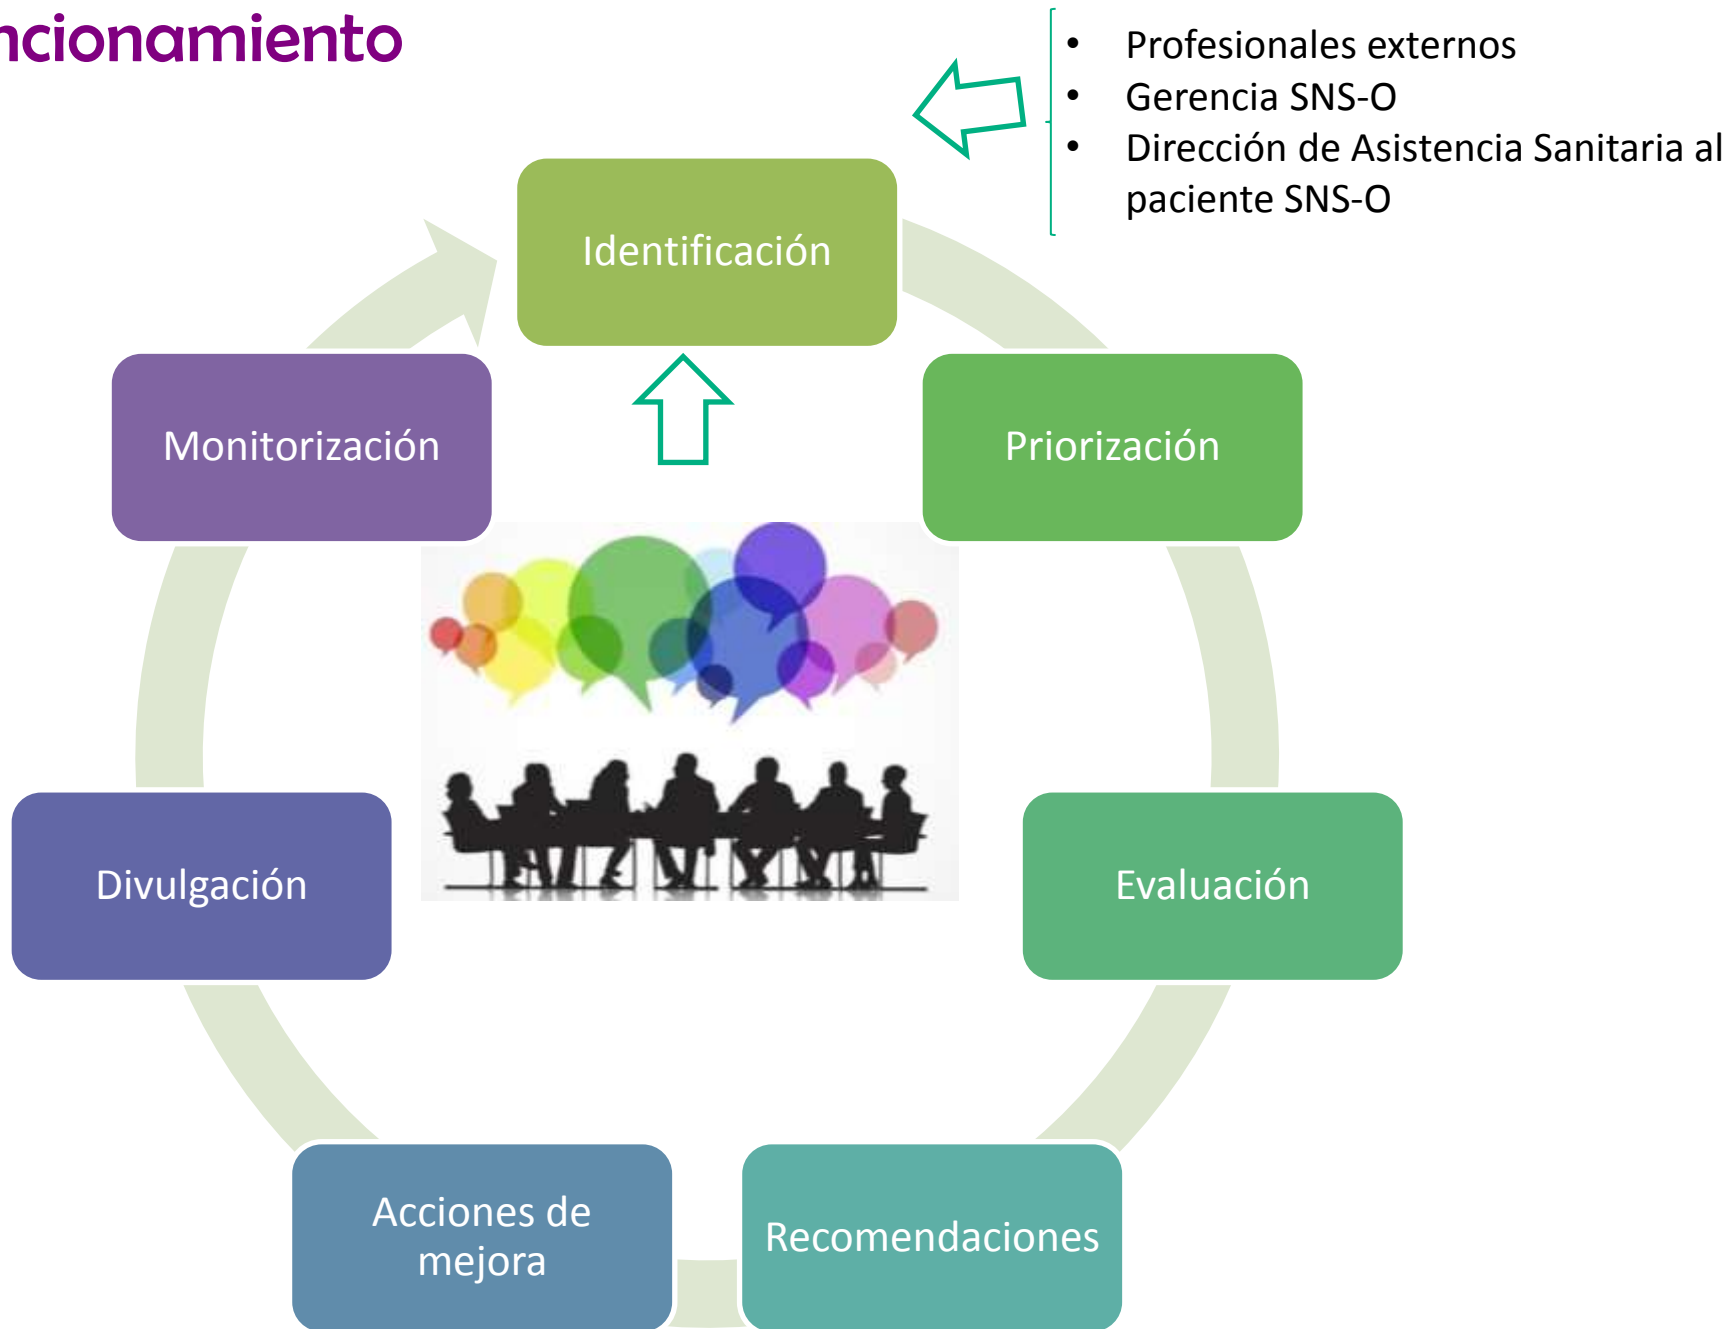 ncionamiento
• Profesionales externos
• Gerencia SNS-O
• Dirección de Asistencia Sanitaria al
paciente SNS-O
Identificación
Priorización
Evaluación
Recomendaciones
Acciones de
mejora
Divulgación
Monitorización